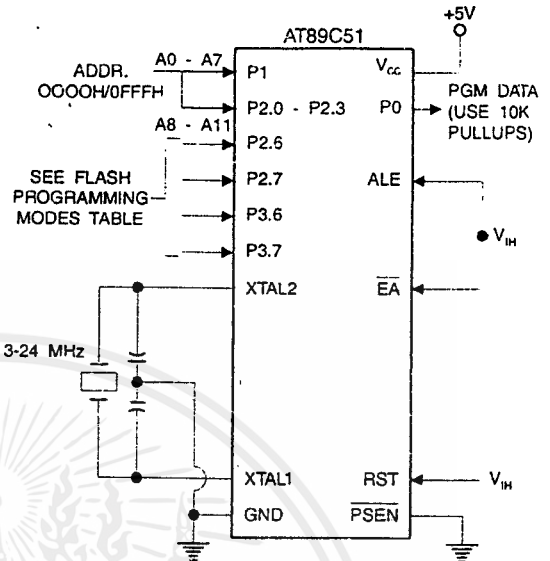 +5V
AT89C51
ADDR.
OOOOH/0FFFH
A0 - A7
P1
VCC
P2.0 - P2.3
P0
PGM DATA
(USE 10K
PULLUPS)
A8 - A11
P2.6
SEE FLASH
PROGRAMMING
MODES TABLE
P2.7
ALE
P3.6
VIH
P3.7
XTAL2
EA
3-24 MHz
XTAL1
RST
VIH
GND
PSEN